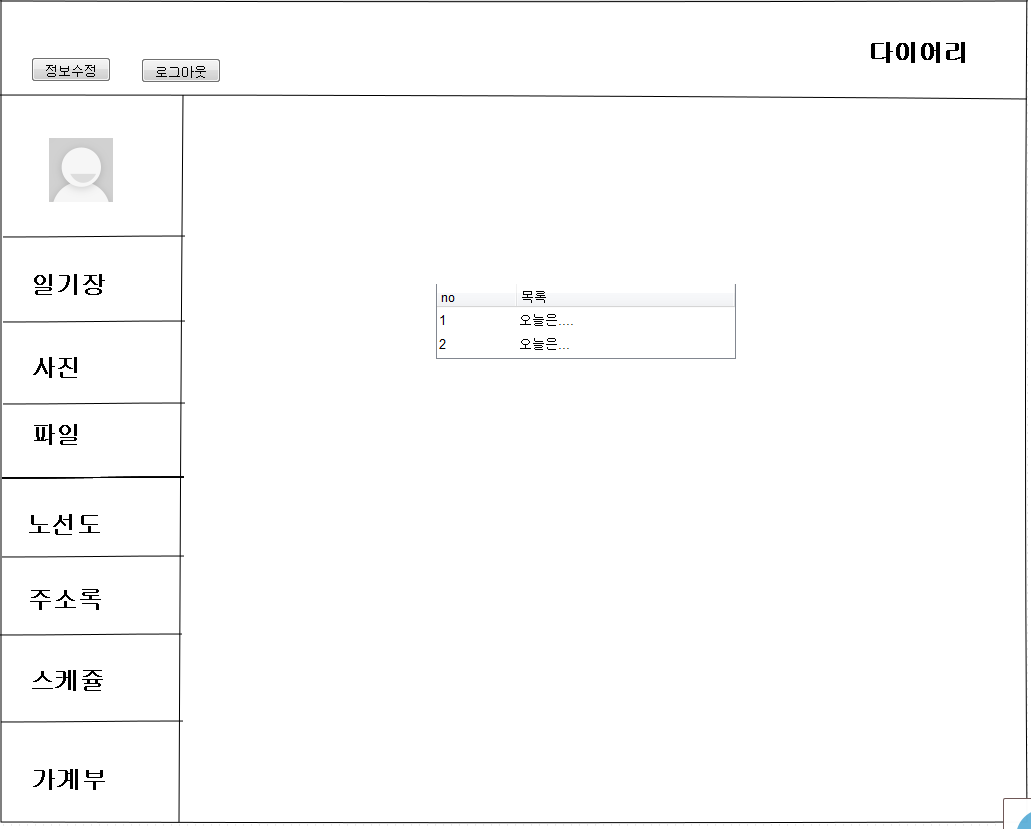 다이어리
정보수정 로그아웃
일기장
사진
파일
노선도
주소록
스케쥴
가계부
no 목록
1 오늘은....
2 오늘은...